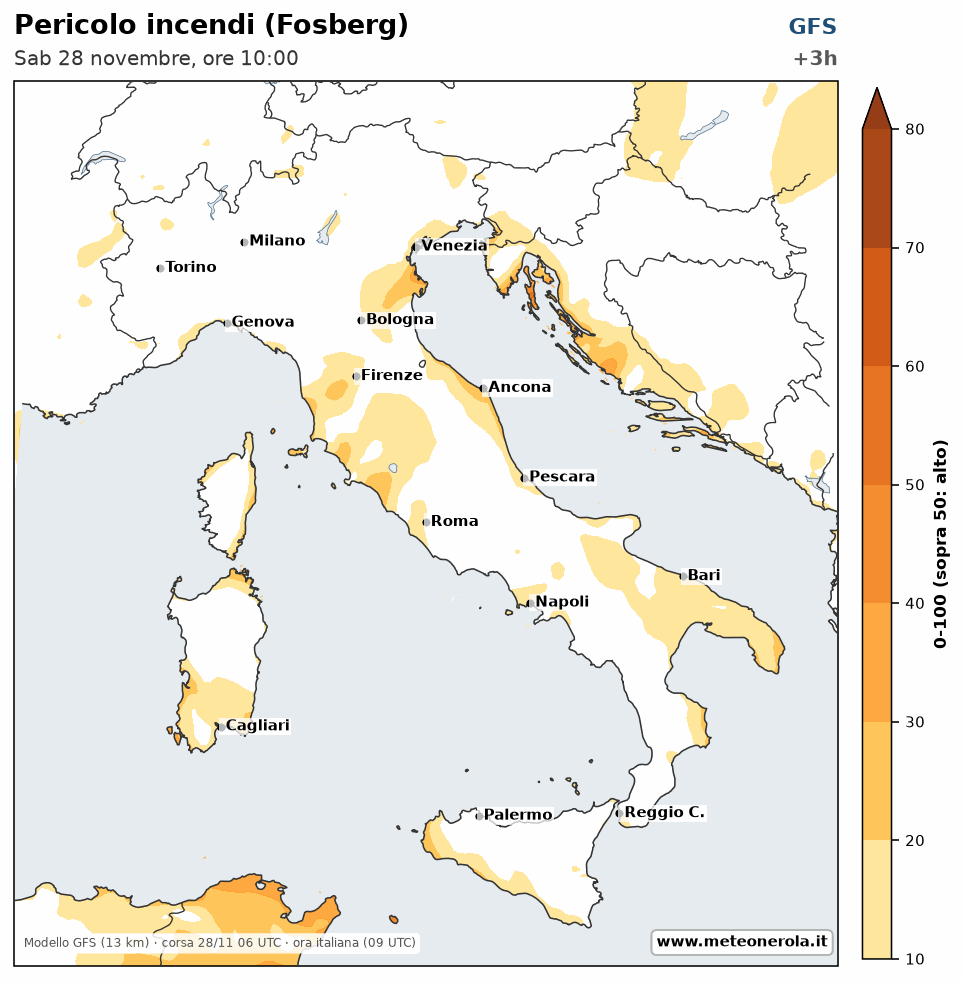 Pericolo incendi (Fosberg)
GFS
Sab 28 novembre, ore 10:00
+3h
Milano
Venezia
Torino
Genova
Bologna
Firenze
Ancona
Pescara
Roma
Bari
Napoli
Cagliari
Palermo
Reggio C.
80
70
60
50
40
30
20
10
0-100 (sopra 50: alto)
Modello GFS (13 km) · corsa 28/11 06 UTC · ora italiana (09 UTC)
www.meteonerola.it